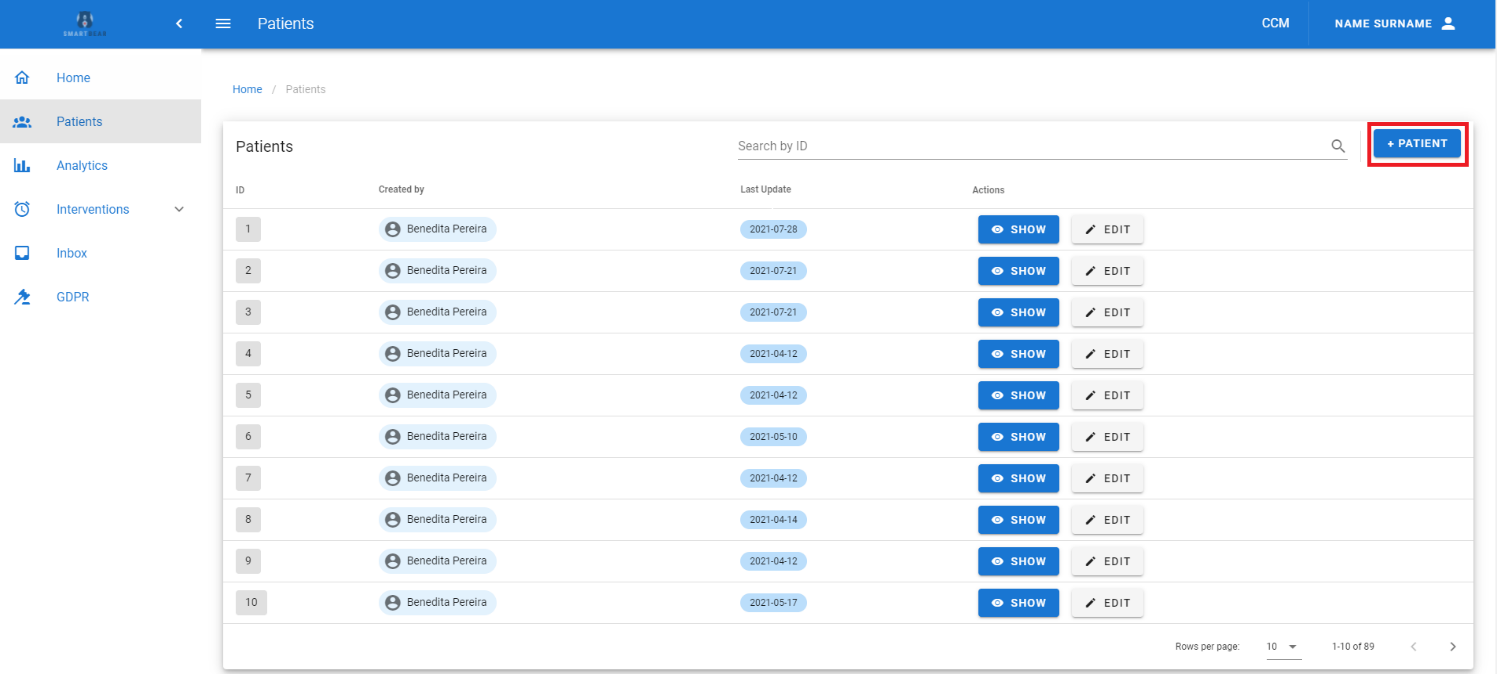 SMARTBEAR
Patients
CCM
NAME SURNAME
Home
Patients
Analytics
Interventions
Inbox
GDPR
Home / Patients
Patients
Search by ID
+ PATIENT
ID Created by Last Update Actions
1 Benedita Pereira 2021-07-28 SHOW EDIT
2 Benedita Pereira 2021-07-21 SHOW EDIT
3 Benedita Pereira 2021-07-21 SHOW EDIT
4 Benedita Pereira 2021-04-12 SHOW EDIT
5 Benedita Pereira 2021-04-12 SHOW EDIT
6 Benedita Pereira 2021-05-10 SHOW EDIT
7 Benedita Pereira 2021-04-12 SHOW EDIT
8 Benedita Pereira 2021-04-14 SHOW EDIT
9 Benedita Pereira 2021-04-12 SHOW EDIT
10 Benedita Pereira 2021-05-17 SHOW EDIT
Rows per page: 10 1-10 of 89